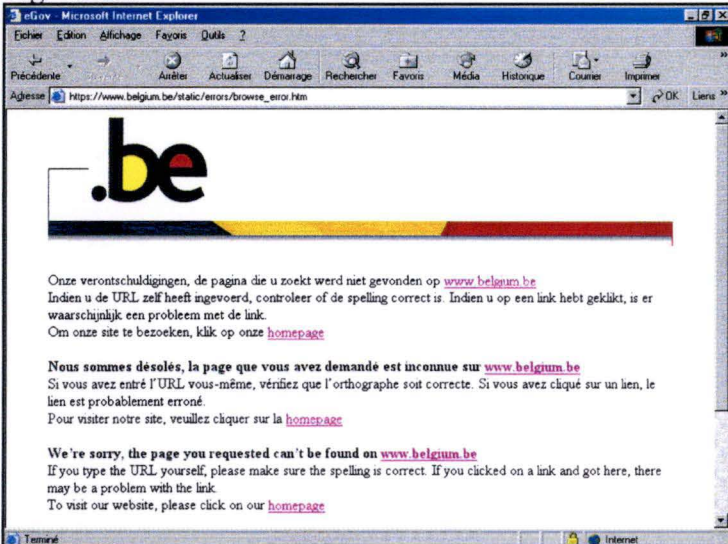 eGov - Microsoft Internet Explorer
Fichier Edition Affichage Favoris Outils ?
Précédente Arrêter Actualiser Démarrage Rechercher Favoris Média Historique Courrier Imprimer »
Adresse https://www.belgium.be/static/errors/browse_error.htm OK Liens »
.be
Onze verontschuldigingen, de pagina die u zoekt werd niet gevonden op www.belgium.be
Indien u de URL zelf heeft ingevoerd, controleer of de spelling correct is. Indien u op een link hebt geklikt, is er
waarschijnlijk een probleem met de link.
Om onze site te bezoeken, klik op onze homepage
Nous sommes désolés, la page que vous avez demandé est inconnue sur www.belgium.be
Si vous avez entré l'URL vous-même, vérifiez que l'orthographe soit correcte. Si vous avez cliqué sur un lien, le
lien est probablement erroné.
Pour visiter notre site, veuillez cliquer sur la homepage
We're sorry, the page you requested can't be found on www.belgium.be
If you type the URL yourself, please make sure the spelling is correct. If you clicked on a link and got here, there
may be a problem with the link.
To visit our website, please click on our homepage
Terminé Internet